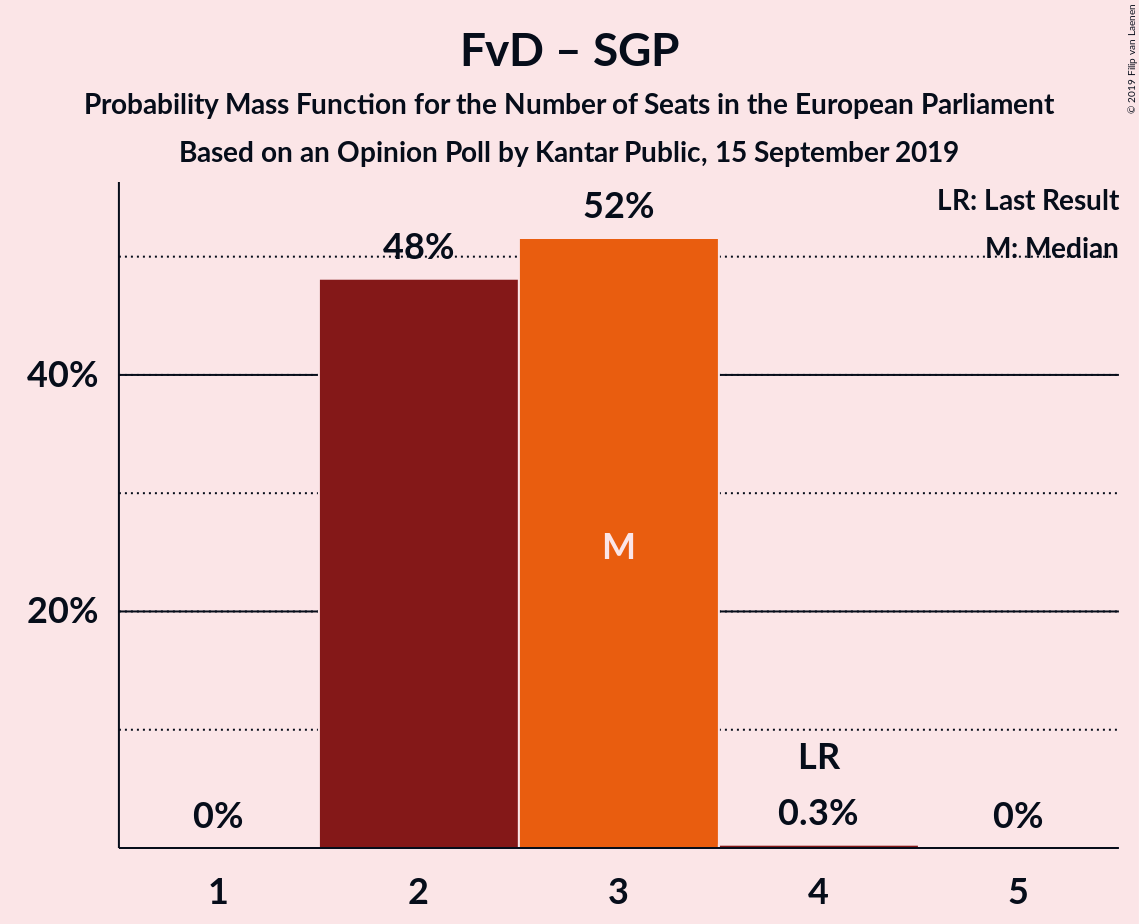 FvD – SGP
Probability Mass Function for the Number of Seats in the European Parliament
Based on an Opinion Poll by Kantar Public, 15 September 2019
© 2019 Filip van Laenen
LR: Last Result
M: Median
52%
48%
40%
M
20%
LR
0%
0.3%
0%
1 2 3 4 5